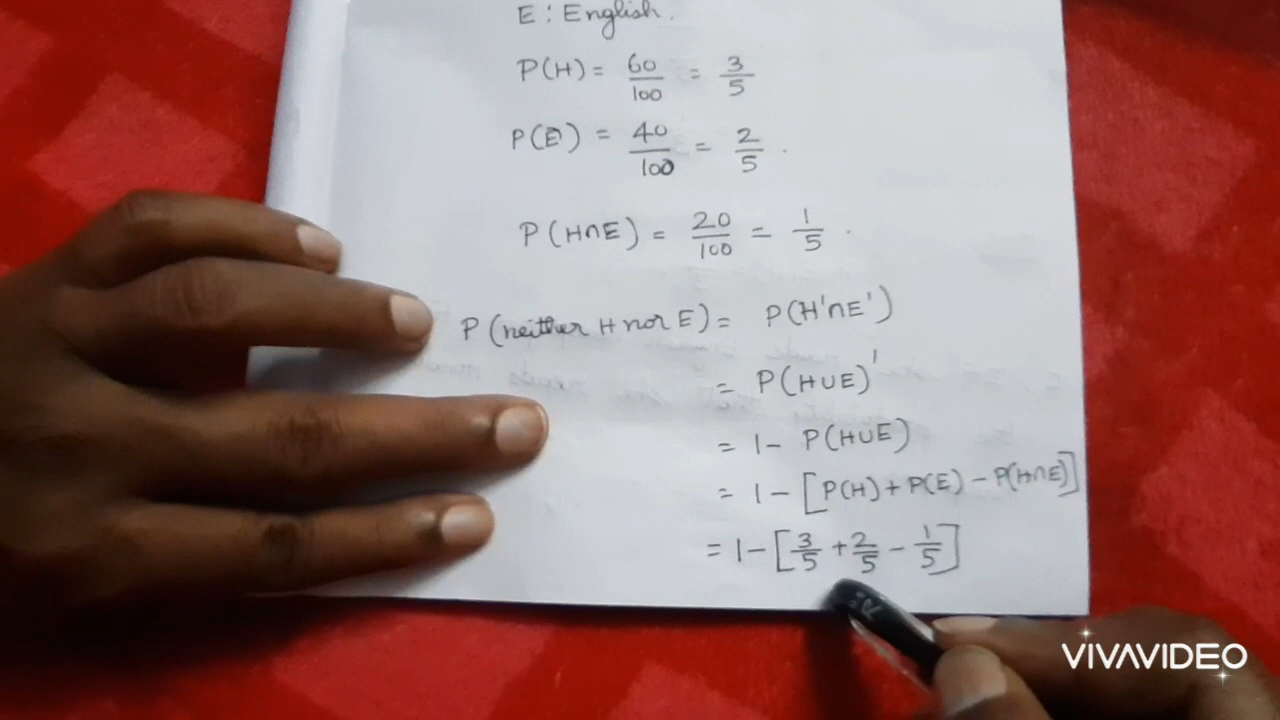 E : English.
P(H) = 60/100 = 3/5
P(E) = 40/100 = 2/5 .
P(H∩E) = 20/100 = 1/5 .
P(neither H nor E) = P(H'∩E')
= P(H∪E)'
= 1 - P(H∪E)
= 1 - [P(H) + P(E) - P(H∩E)]
= 1 - [3/5 + 2/5 - 1/5]
VIVAVIDEO